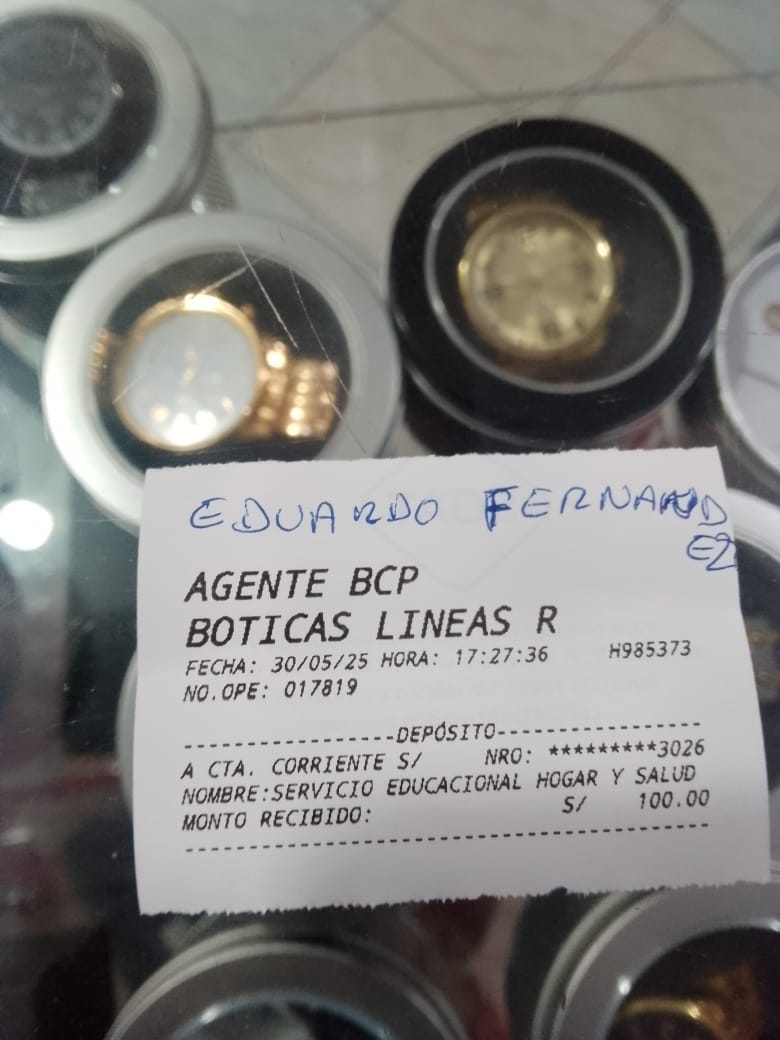 EDUARDO FERNAND
EZ
AGENTE BCP
BOTICAS LINEAS R
FECHA: 30/05/25 HORA: 17:27:36 H985373
NO.OPE: 017819
------------------DEPÓSITO------------------
A CTA. CORRIENTE S/ NRO: *********3026
NOMBRE:SERVICIO EDUCACIONAL HOGAR Y SALUD
MONTO RECIBIDO: S/ 100.00
--------------------------------------------